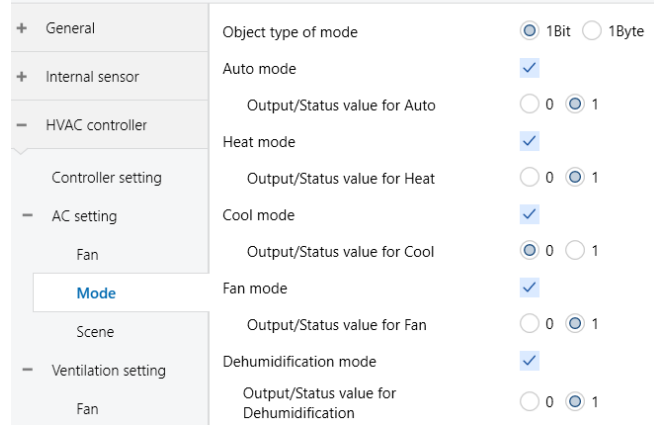 + General
+ Internal sensor
− HVAC controller
Controller setting
− AC setting
Fan
Mode
Scene
− Ventilation setting
Fan
Object type of mode 1Bit 1Byte
Auto mode
Output/Status value for Auto 0 1
Heat mode
Output/Status value for Heat 0 1
Cool mode
Output/Status value for Cool 0 1
Fan mode
Output/Status value for Fan 0 1
Dehumidification mode
Output/Status value for
Dehumidification 0 1